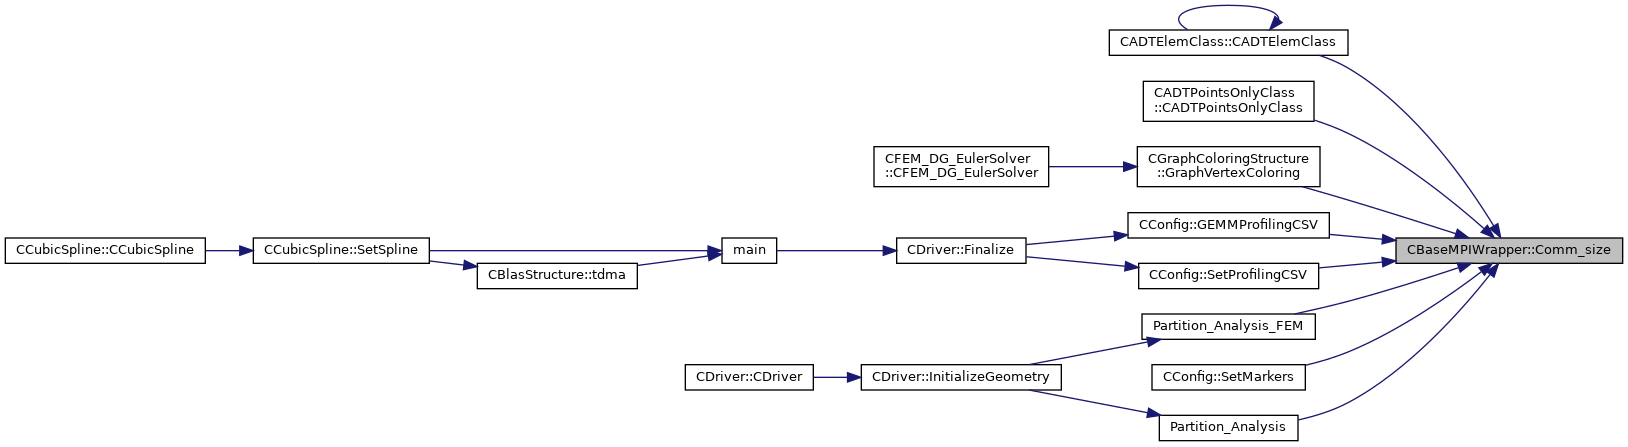 CADTElemClass::CADTElemClass
CADTPointsOnlyClass
::CADTPointsOnlyClass
CFEM_DG_EulerSolver
::CFEM_DG_EulerSolver
CGraphColoringStructure
::GraphVertexColoring
CConfig::GEMMProfilingCSV
CCubicSpline::CCubicSpline
CCubicSpline::SetSpline
main
CDriver::Finalize
CBaseMPIWrapper::Comm_size
CBlasStructure::tdma
CConfig::SetProfilingCSV
Partition_Analysis_FEM
CDriver::CDriver
CDriver::InitializeGeometry
CConfig::SetMarkers
Partition_Analysis